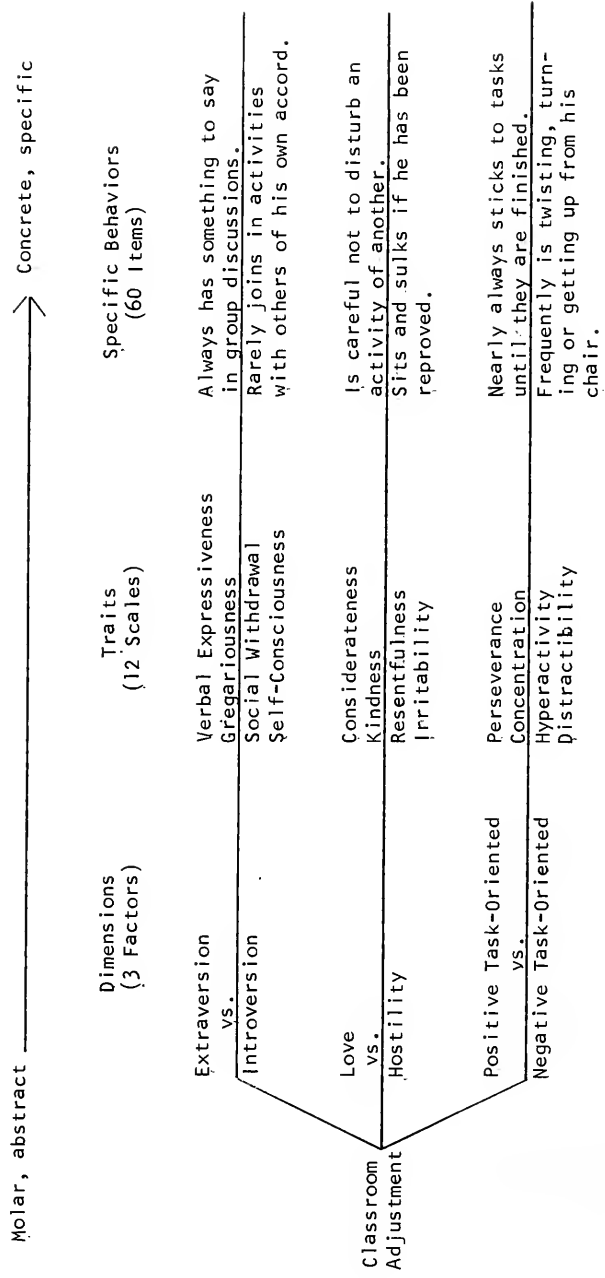 Molar, abstract
Concrete, specific
Dimensions
(3 Factors)
Traits
(12 Scales)
Specific Behaviors
(60 Items)
Classroom
Adjustment
Extraversion
vs.
Introversion
Verbal Expressiveness
Gregariousness
Social Withdrawal
Self-Consciousness
Always has something to say
in group discussions.
Rarely joins in activities
with others of his own accord.
Love
vs.
Hostility
Considerateness
Kindness
Resentfulness
Irritability
Is careful not to disturb an
activity of another.
Sits and sulks if he has been
reproved.
Positive Task-Oriented
vs.
Negative Task-Oriented
Perseverance
Concentration
Hyperactivity
Distractibility
Nearly always sticks to tasks
until they are finished.
Frequently is twisting, turn-
ing or getting up from his
chair.